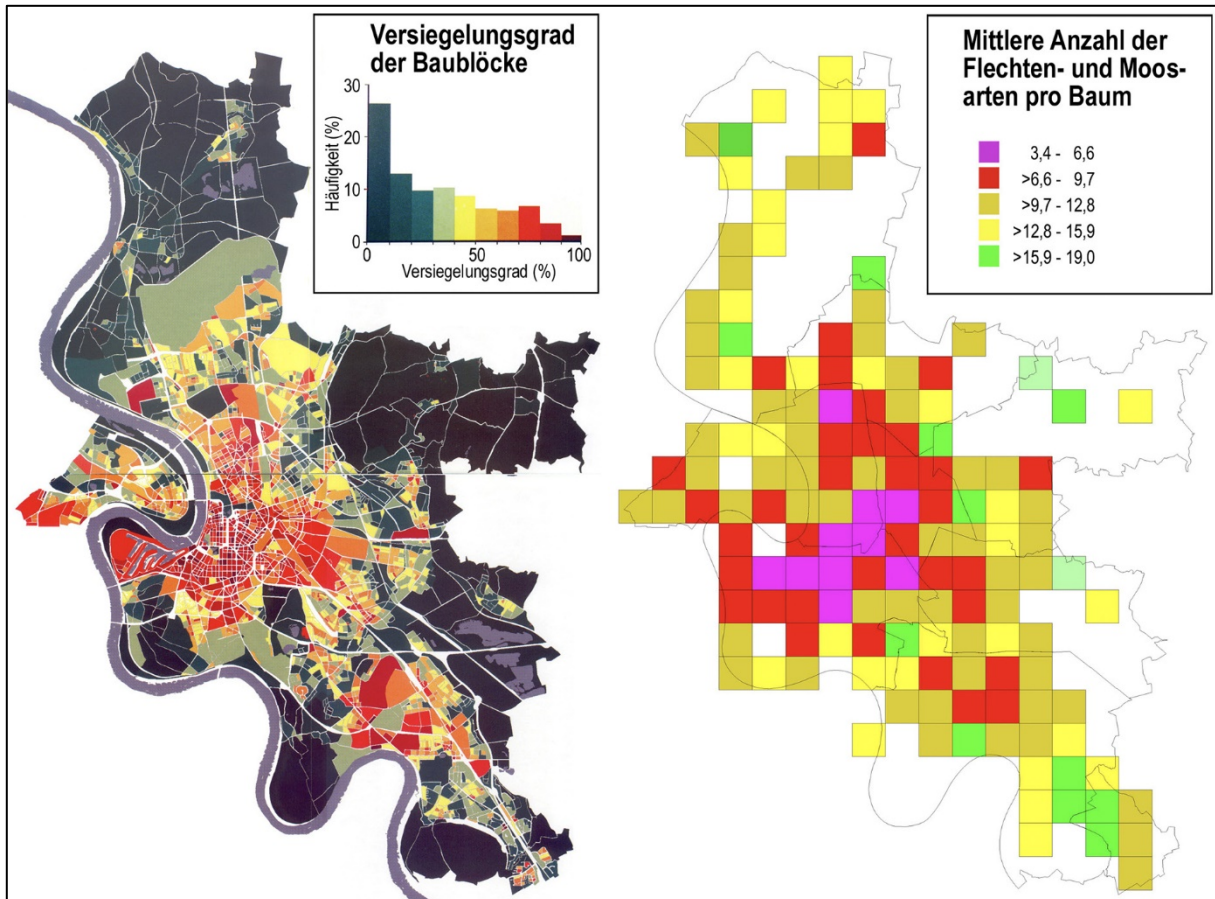 Versiegelungsgrad
der Baublöcke
30
20
10
0
Häufigkeit (%)
0
50
100
Versiegelungsgrad (%)
Mittlere Anzahl der
Flechten- und Moos-
arten pro Baum
3,4 - 6,6
>6,6 - 9,7
>9,7 - 12,8
>12,8 - 15,9
>15,9 - 19,0